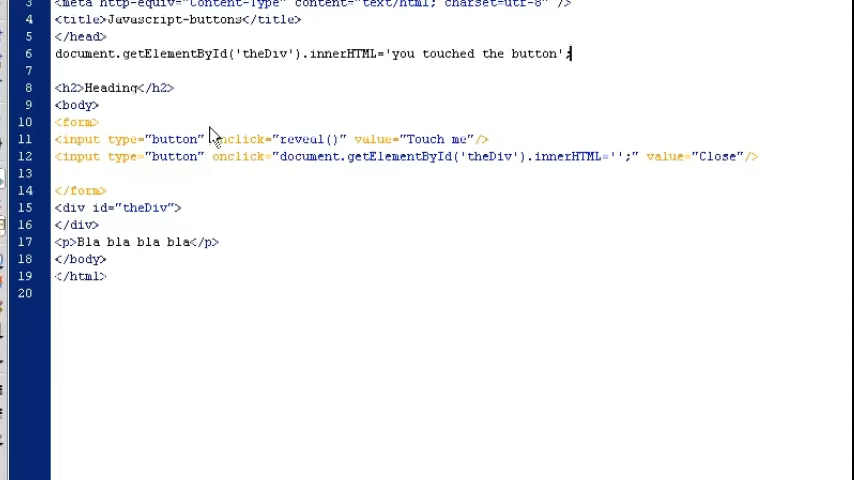 3 <meta http-equiv="Content-Type" content="text/html; charset=utf-8" />
4 <title>Javascript-buttons</title>
5 </head>
6 document.getElementById('theDiv').innerHTML='you touched the button';
7
8 <h2>Heading</h2>
9 <body>
10 <form>
11 <input type="button" onclick="reveal()" value="Touch me"/>
12 <input type="button" onclick="document.getElementById('theDiv').innerHTML='';" value="Close"/>
13
14 </form>
15 <div id="theDiv">
16 </div>
17 <p>Bla bla bla bla</p>
18 </body>
19 </html>
20